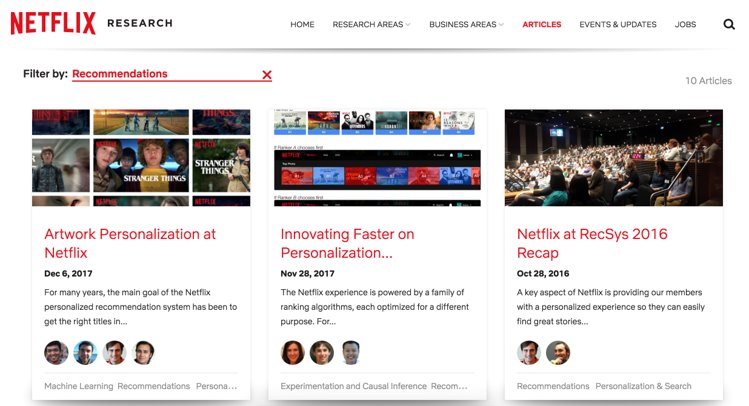 NETFLIX RESEARCH
HOME RESEARCH AREAS BUSINESS AREAS ARTICLES EVENTS & UPDATES JOBS
Filter by: Recommendations
10 Articles
STRANGER THINGS
STRANGER THINGS
If Ranker A chooses first
NETFLIX
Artwork Personalization at
Netflix
Dec 6, 2017
For many years, the main goal of the Netflix
personalized recommendation system has been to
get the right titles in...
Machine Learning Recommendations Persona...
Innovating Faster on
Personalization...
Nov 28, 2017
The Netflix experience is powered by a family of
ranking algorithms, each optimized for a different
purpose. For...
Experimentation and Causal Inference Recom...
Netflix at RecSys 2016
Recap
Oct 28, 2016
A key aspect of Netflix is providing our members
with a personalized experience so they can easily
find great stories...
Recommendations Personalization & Search